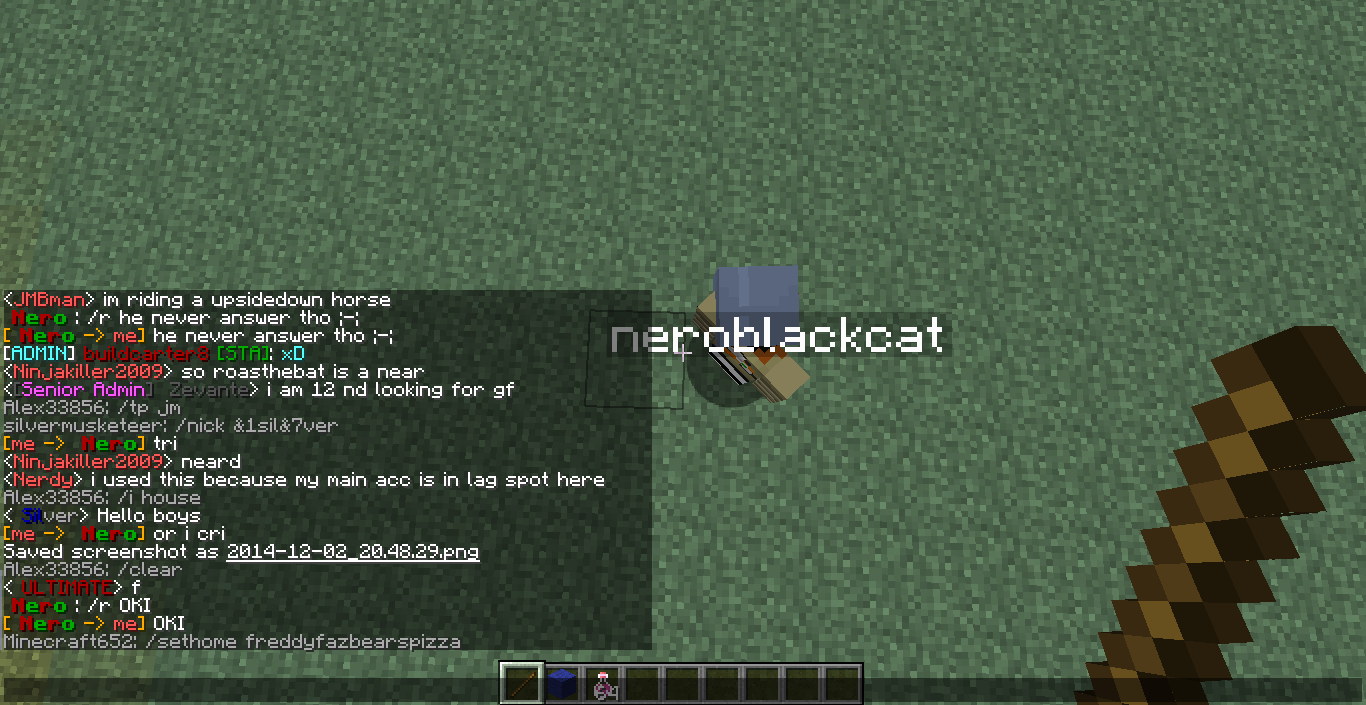 neroblackcat
<JMBman> im riding a upsidedown horse
Nero : /r he never answer tho ;-;
[ Nero -> me] he never answer tho ;-;
[ADMIN] buildcarter8 [STA]: xD
<Ninjakiller2009> so roasthebat is a near
<[Senior Admin] Zevante> i am 12 nd looking for gf
Alex33856: /tp jm
silvermusketeer: /nick &1sil&7ver
[me -> Nero] tri
<Ninjakiller2009> neard
<Nerdy> i used this because my main acc is in lag spot here
Alex33856: /i house
< Silver> Hello boys
[me -> Nero] or i cri
Saved screenshot as 2014-12-02_20.48.29.png
Alex33856: /clear
< ULTIMATE> f
Nero : /r OKI
[ Nero -> me] OKI
Minecraft652: /sethome freddyfazbearspizza
64